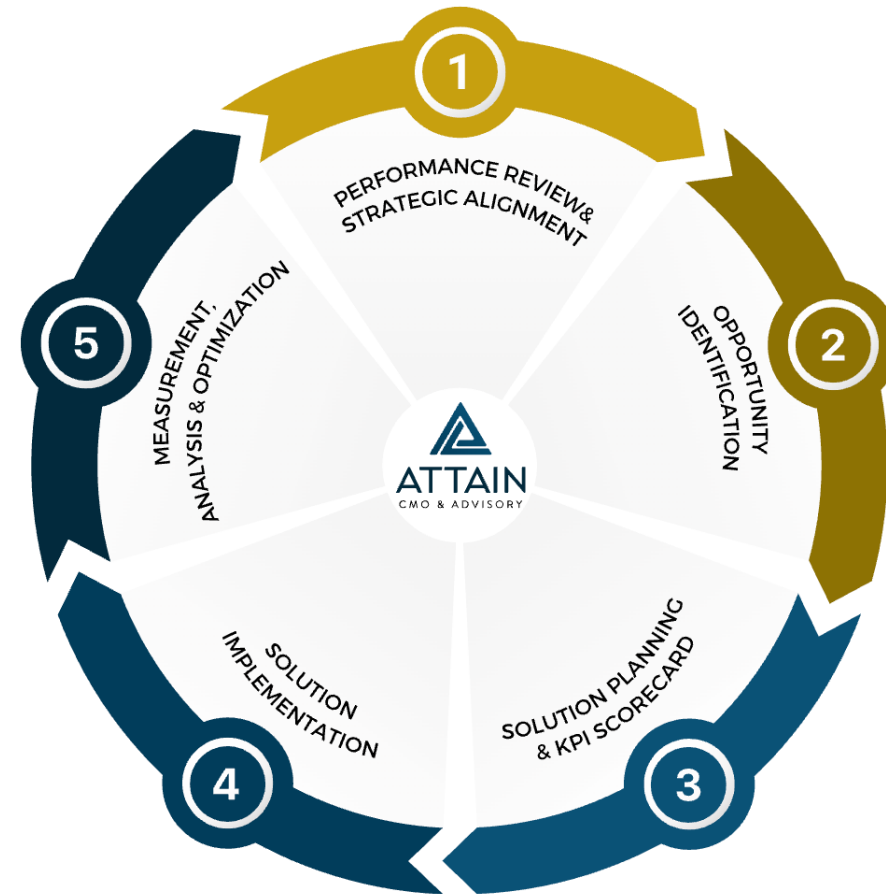 1
PERFORMANCE REVIEW&
STRATEGIC ALIGNMENT
2
OPPORTUNITY
IDENTIFICATION
3
SOLUTION PLANNING
& KPI SCORECARD
4
SOLUTION
IMPLEMENTATION
5
MEASUREMENT,
ANALYSIS & OPTIMIZATION
ATTAIN
CMO & ADVISORY